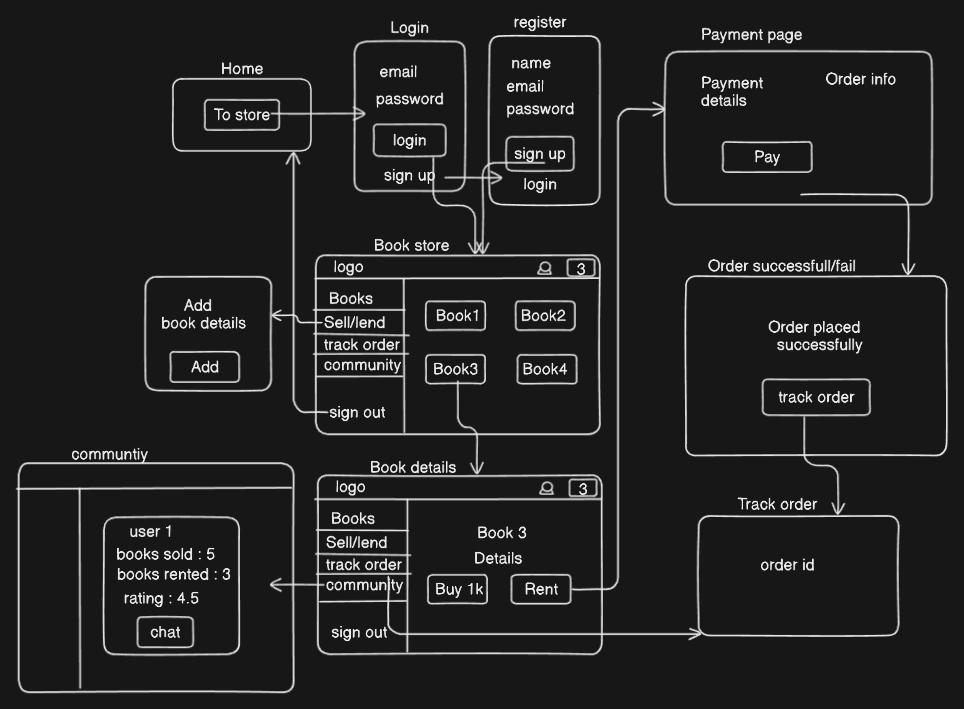 Home
To store
Login
email
password
login
sign up
register
name
email
password
sign up
login
Payment page
Payment
details
Order info
Pay
Book store
logo
3
Books
Sell/lend
track order
community
sign out
Book1
Book2
Book3
Book4
Add
book details
Add
Order successfull/fail
Order placed
successfully
track order
communtiy
user 1
books sold : 5
books rented : 3
rating : 4.5
chat
Book details
logo
3
Books
Sell/lend
track order
community
sign out
Book 3
Details
Buy 1k
Rent
Track order
order id